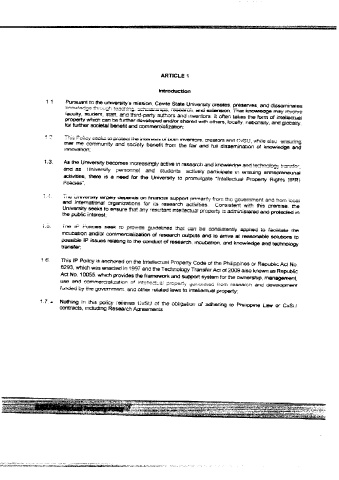 ARTICLE 1
Introduction
1.1 Pursuant to the university's mission, Cavite State University creates, preserves, and disseminates
knowledge through teaching, scholarships, research, and extension. That knowledge may involve
faculty, student, staff, and third-party authors and inventors. It often takes the form of intellectual
property which can be further developed and/or shared with others, locally, nationally, and globally,
for further societal benefit and commercialization;
1.2 This Policy seeks to protect the interests of both inventors, creators and CvSU, while also ensuring
that the community and society benefit from the fair and full dissemination of knowledge and
innovation;
1.3. As the University becomes increasingly active in research and knowledge and technology transfer,
and as University personnel and students actively participate in ensuring entrepreneurial
activities, there is a need for the University to promulgate "Intellectual Property Rights (IPR)
Policies".
1.4. The university largely depends on financial support primarily from the government and from local
and international organizations for its research activities. Consistent with this premise, the
University seeks to ensure that any resultant intellectual property is administered and protected in
the public interest.
1.5. The IP Policies seek to provide guidelines that can be consistently applied to facilitate the
incubation and/or commercialization of research outputs and to arrive at reasonable solutions to
possible IP issues relating to the conduct of research, incubation, and knowledge and technology
transfer;
1.6 This IP Policy is anchored on the Intellectual Property Code of the Philippines or Republic Act No.
8293, which was enacted in 1997 and the Technology Transfer Act of 2009 also known as Republic
Act No. 10055, which provides the framework and support system for the ownership, management,
use and commercialization of intellectual property generated from research and development
funded by the government, and other related laws to intellectual property;
1.7 Nothing in this policy relieves CvSU of the obligation of adhering to Philippine Law or CvSU
contracts, including Research Agreements